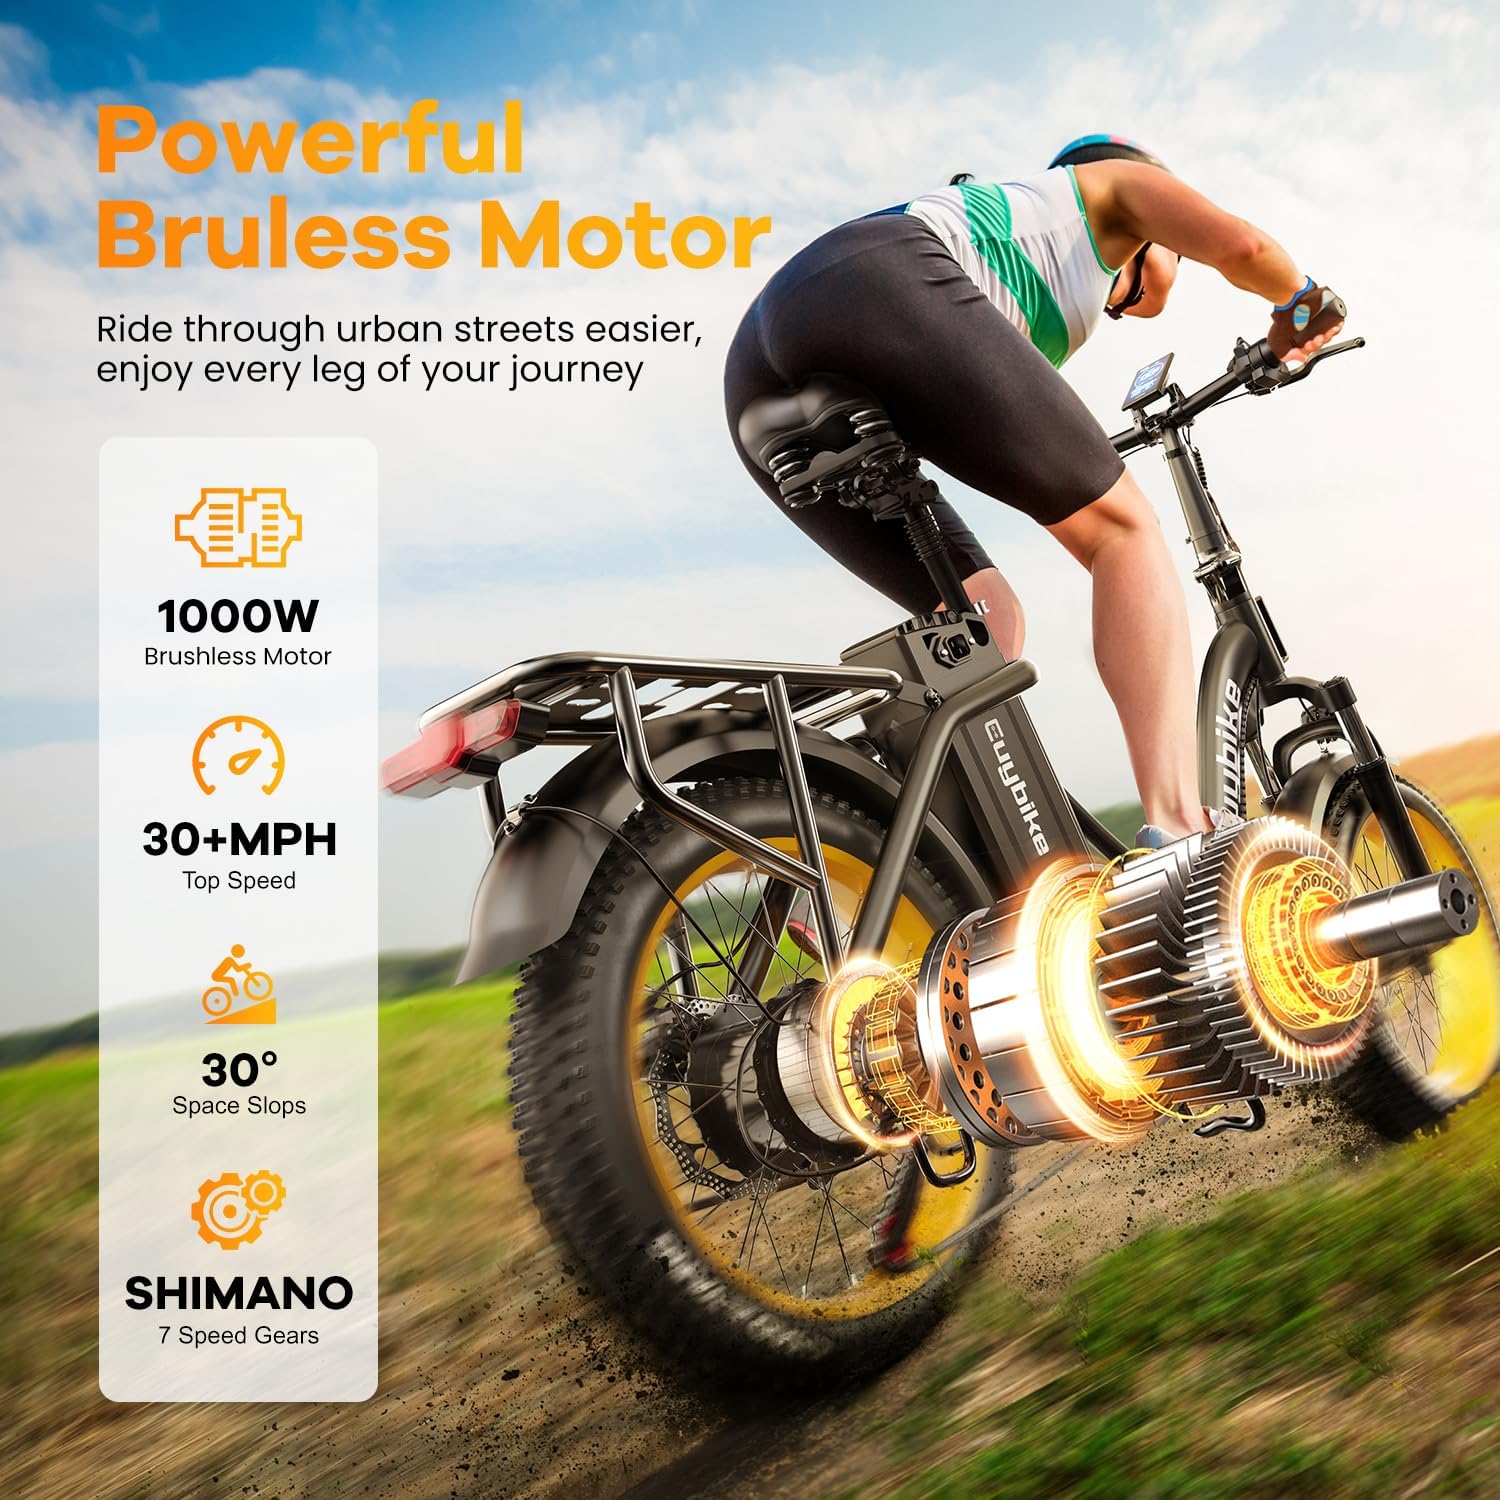 Powerful
Bruless Motor
Ride through urban streets easier,
enjoy every leg of your journey
1000W
Brushless Motor
30+MPH
Top Speed
30°
Space Slops
SHIMANO
7 Speed Gears
Euybike